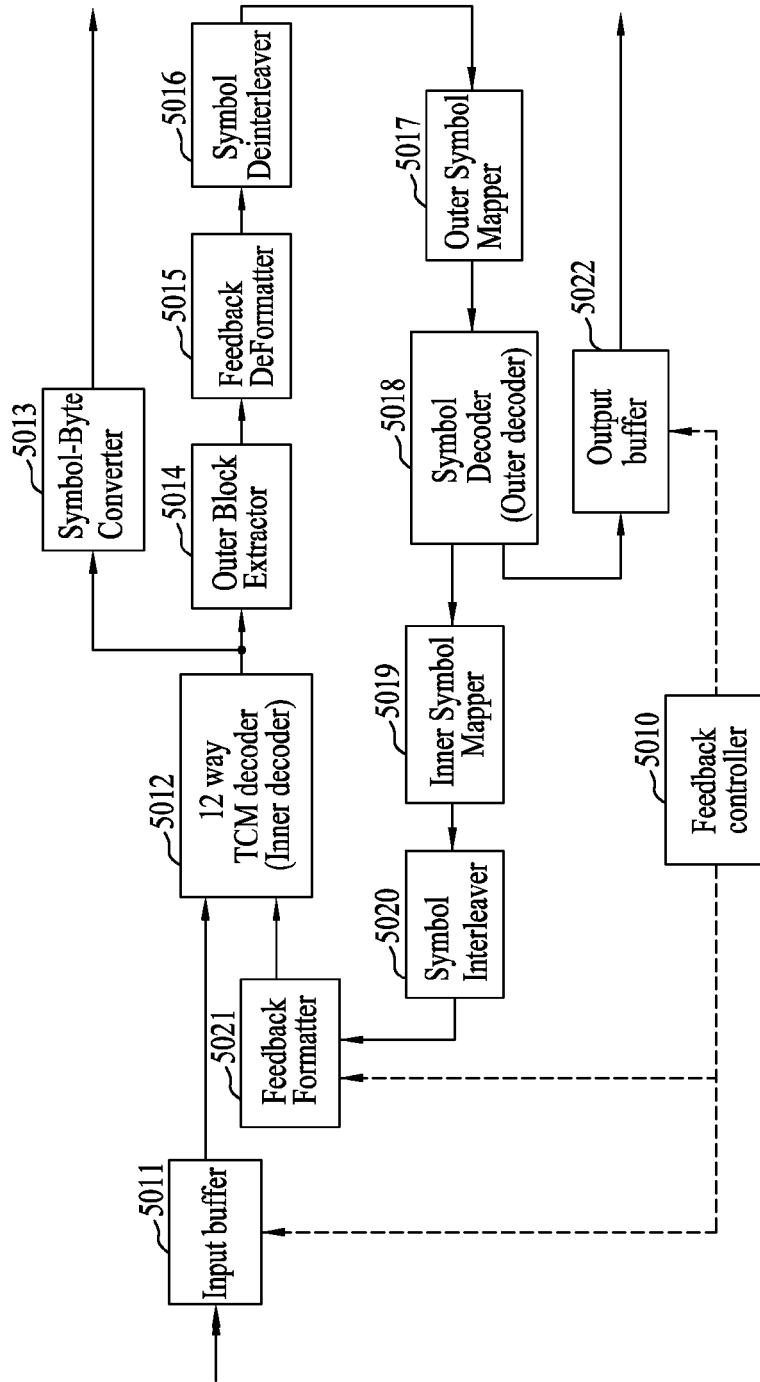 5011
Input buffer
5012
12 way
TCM decoder
(Inner decoder)
5013
Symbol-Byte
Converter
5014
Outer Block
Extractor
5015
Feedback
DeFormatter
5016
Symbol
Deinterleaver
5021
Feedback
Formatter
5020
Symbol
Interleaver
5019
Inner Symbol
Mapper
5018
Symbol
Decoder
(Outer decoder)
5017
Outer Symbol
Mapper
5022
Output
buffer
5010
Feedback
controller